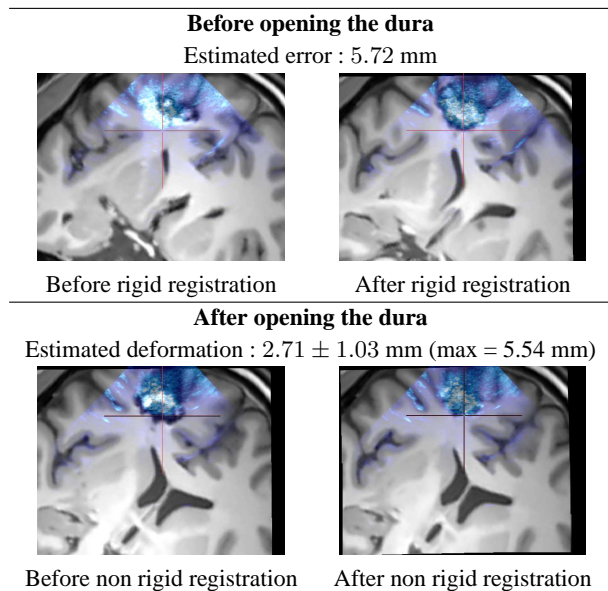 Before opening the dura
Estimated error : 5.72 mm
Before rigid registration
After rigid registration
After opening the dura
Estimated deformation : 2.71 ± 1.03 mm (max = 5.54 mm)
Before non rigid registration
After non rigid registration